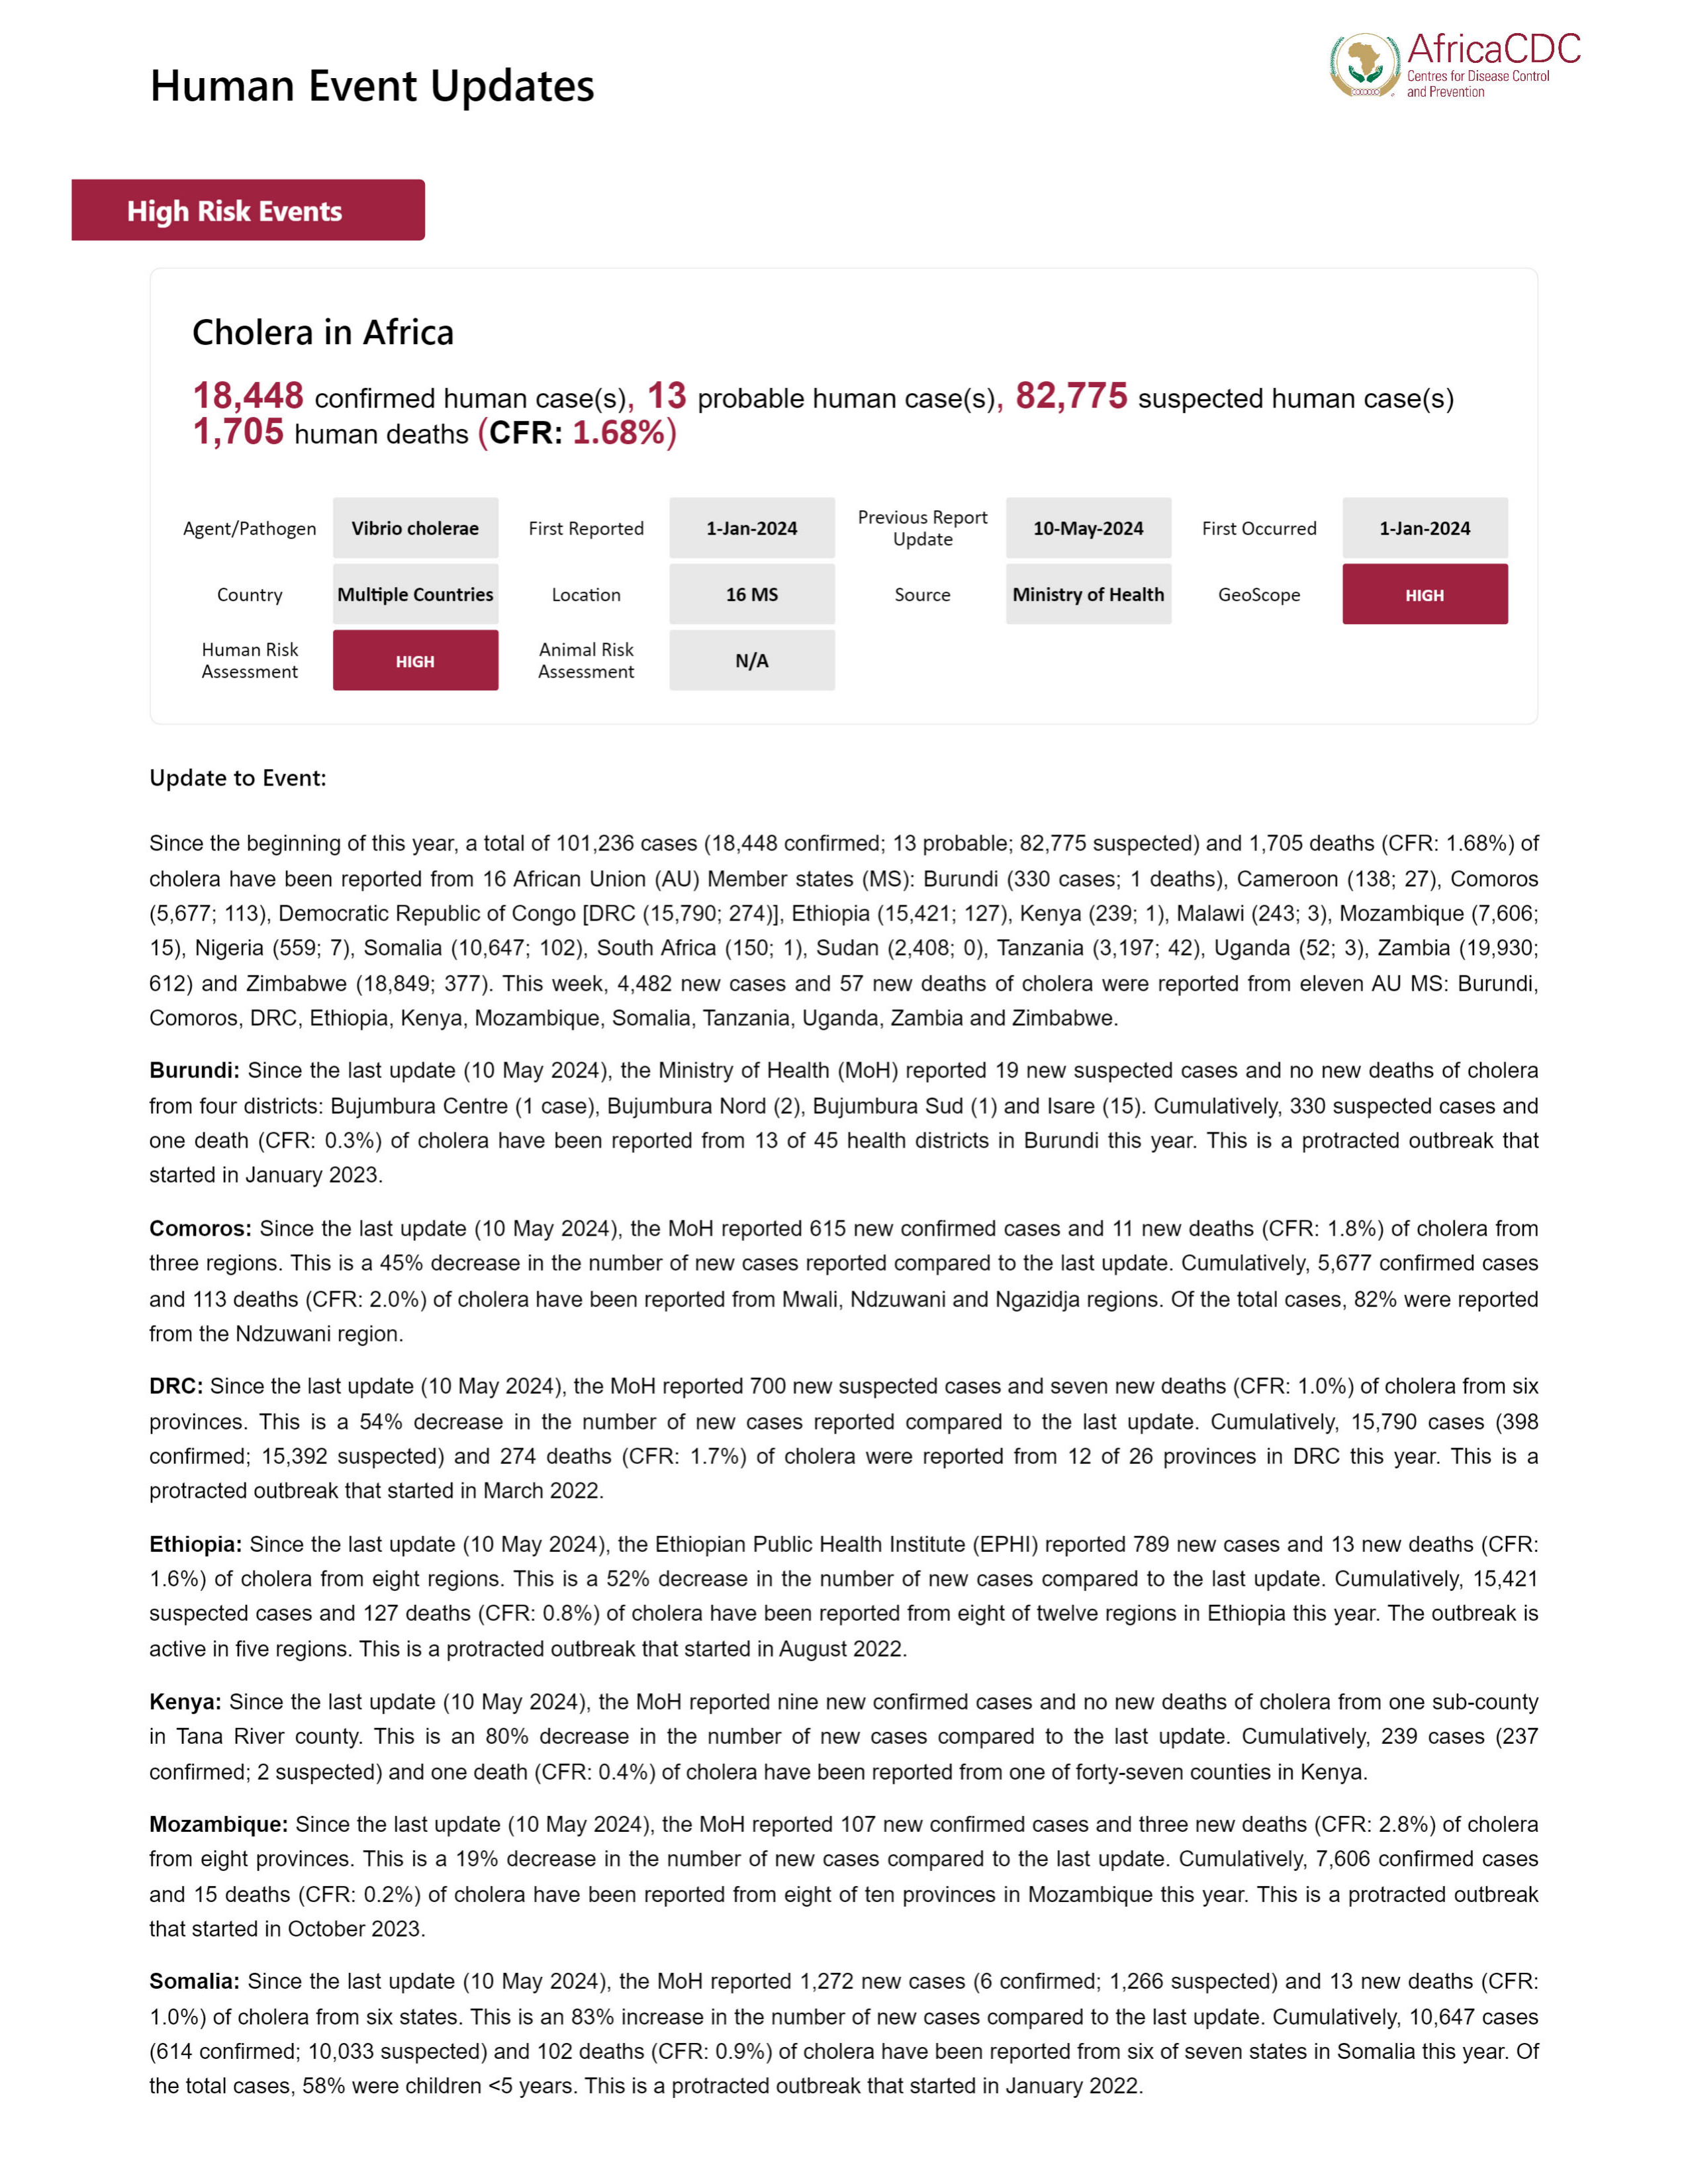 Human Event Updates
AfricaCDC
Centres for Disease Control
and Prevention
High Risk Events
Cholera in Africa
18,448 confirmed human case(s), 13 probable human case(s), 82,775 suspected human case(s)
1,705 human deaths (CFR: 1.68%)
Agent/Pathogen Vibrio cholerae First Reported 1-Jan-2024 Previous Report Update 10-May-2024 First Occurred 1-Jan-2024
Country Multiple Countries Location 16 MS Source Ministry of Health GeoScope HIGH
Human Risk Assessment HIGH Animal Risk Assessment N/A
Update to Event:
Since the beginning of this year, a total of 101,236 cases (18,448 confirmed; 13 probable; 82,775 suspected) and 1,705 deaths (CFR: 1.68%) of
cholera have been reported from 16 African Union (AU) Member states (MS): Burundi (330 cases; 1 deaths), Cameroon (138; 27), Comoros
(5,677; 113), Democratic Republic of Congo [DRC (15,790; 274)], Ethiopia (15,421; 127), Kenya (239; 1), Malawi (243; 3), Mozambique (7,606;
15), Nigeria (559; 7), Somalia (10,647; 102), South Africa (150; 1), Sudan (2,408; 0), Tanzania (3,197; 42), Uganda (52; 3), Zambia (19,930;
612) and Zimbabwe (18,849; 377). This week, 4,482 new cases and 57 new deaths of cholera were reported from eleven AU MS: Burundi,
Comoros, DRC, Ethiopia, Kenya, Mozambique, Somalia, Tanzania, Uganda, Zambia and Zimbabwe.
Burundi: Since the last update (10 May 2024), the Ministry of Health (MoH) reported 19 new suspected cases and no new deaths of cholera
from four districts: Bujumbura Centre (1 case), Bujumbura Nord (2), Bujumbura Sud (1) and Isare (15). Cumulatively, 330 suspected cases and
one death (CFR: 0.3%) of cholera have been reported from 13 of 45 health districts in Burundi this year. This is a protracted outbreak that
started in January 2023.
Comoros: Since the last update (10 May 2024), the MoH reported 615 new confirmed cases and 11 new deaths (CFR: 1.8%) of cholera from
three regions. This is a 45% decrease in the number of new cases reported compared to the last update. Cumulatively, 5,677 confirmed cases
and 113 deaths (CFR: 2.0%) of cholera have been reported from Mwali, Ndzuwani and Ngazidja regions. Of the total cases, 82% were reported
from the Ndzuwani region.
DRC: Since the last update (10 May 2024), the MoH reported 700 new suspected cases and seven new deaths (CFR: 1.0%) of cholera from six
provinces. This is a 54% decrease in the number of new cases reported compared to the last update. Cumulatively, 15,790 cases (398
confirmed; 15,392 suspected) and 274 deaths (CFR: 1.7%) of cholera were reported from 12 of 26 provinces in DRC this year. This is a
protracted outbreak that started in March 2022.
Ethiopia: Since the last update (10 May 2024), the Ethiopian Public Health Institute (EPHI) reported 789 new cases and 13 new deaths (CFR:
1.6%) of cholera from eight regions. This is a 52% decrease in the number of new cases compared to the last update. Cumulatively, 15,421
suspected cases and 127 deaths (CFR: 0.8%) of cholera have been reported from eight of twelve regions in Ethiopia this year. The outbreak is
active in five regions. This is a protracted outbreak that started in August 2022.
Kenya: Since the last update (10 May 2024), the MoH reported nine new confirmed cases and no new deaths of cholera from one sub-county
in Tana River county. This is an 80% decrease in the number of new cases compared to the last update. Cumulatively, 239 cases (237
confirmed; 2 suspected) and one death (CFR: 0.4%) of cholera have been reported from one of forty-seven counties in Kenya.
Mozambique: Since the last update (10 May 2024), the MoH reported 107 new confirmed cases and three new deaths (CFR: 2.8%) of cholera
from eight provinces. This is a 19% decrease in the number of new cases compared to the last update. Cumulatively, 7,606 confirmed cases
and 15 deaths (CFR: 0.2%) of cholera have been reported from eight of ten provinces in Mozambique this year. This is a protracted outbreak
that started in October 2023.
Somalia: Since the last update (10 May 2024), the MoH reported 1,272 new cases (6 confirmed; 1,266 suspected) and 13 new deaths (CFR:
1.0%) of cholera from six states. This is an 83% increase in the number of new cases compared to the last update. Cumulatively, 10,647 cases
(614 confirmed; 10,033 suspected) and 102 deaths (CFR: 0.9%) of cholera have been reported from six of seven states in Somalia this year. Of
the total cases, 58% were children <5 years. This is a protracted outbreak that started in January 2022.